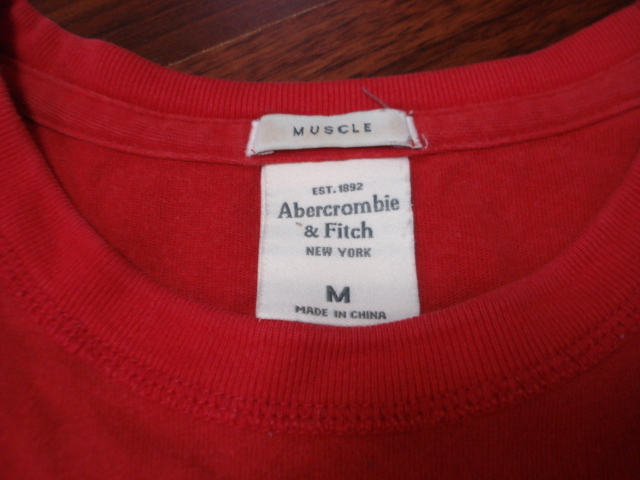 MUSCLE
EST. 1892
Abercrombie
& Fitch
NEW YORK
M
MADE IN CHINA